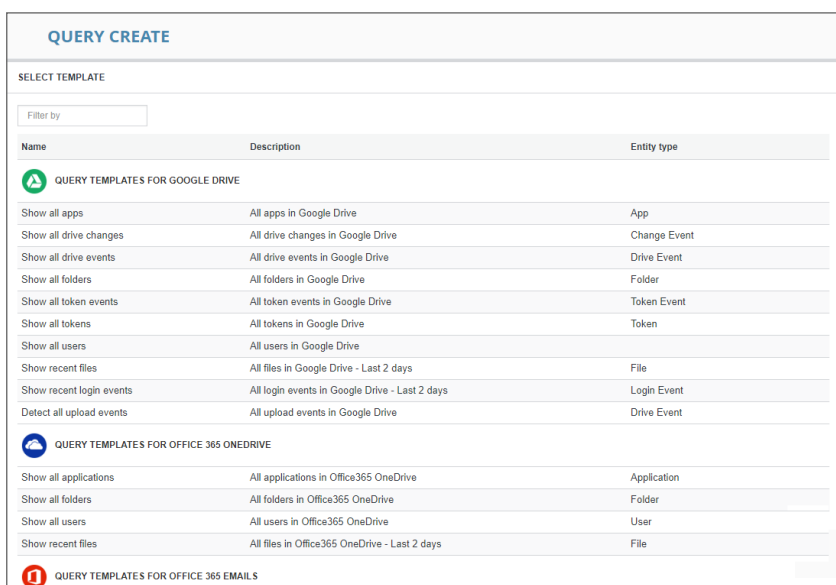 QUERY CREATE
SELECT TEMPLATE
Filter by
Name Description Entity type
QUERY TEMPLATES FOR GOOGLE DRIVE
Show all apps All apps in Google Drive App
Show all drive changes All drive changes in Google Drive Change Event
Show all drive events All drive events in Google Drive Drive Event
Show all folders All folders in Google Drive Folder
Show all token events All token events in Google Drive Token Event
Show all tokens All tokens in Google Drive Token
Show all users All users in Google Drive
Show recent files All files in Google Drive - Last 2 days File
Show recent login events All login events in Google Drive - Last 2 days Login Event
Detect all upload events All upload events in Google Drive Drive Event
QUERY TEMPLATES FOR OFFICE 365 ONEDRIVE
Show all applications All applications in Office365 OneDrive Application
Show all folders All folders in Office365 OneDrive Folder
Show all users All users in Office365 OneDrive User
Show recent files All files in Office365 OneDrive - Last 2 days File
QUERY TEMPLATES FOR OFFICE 365 EMAILS